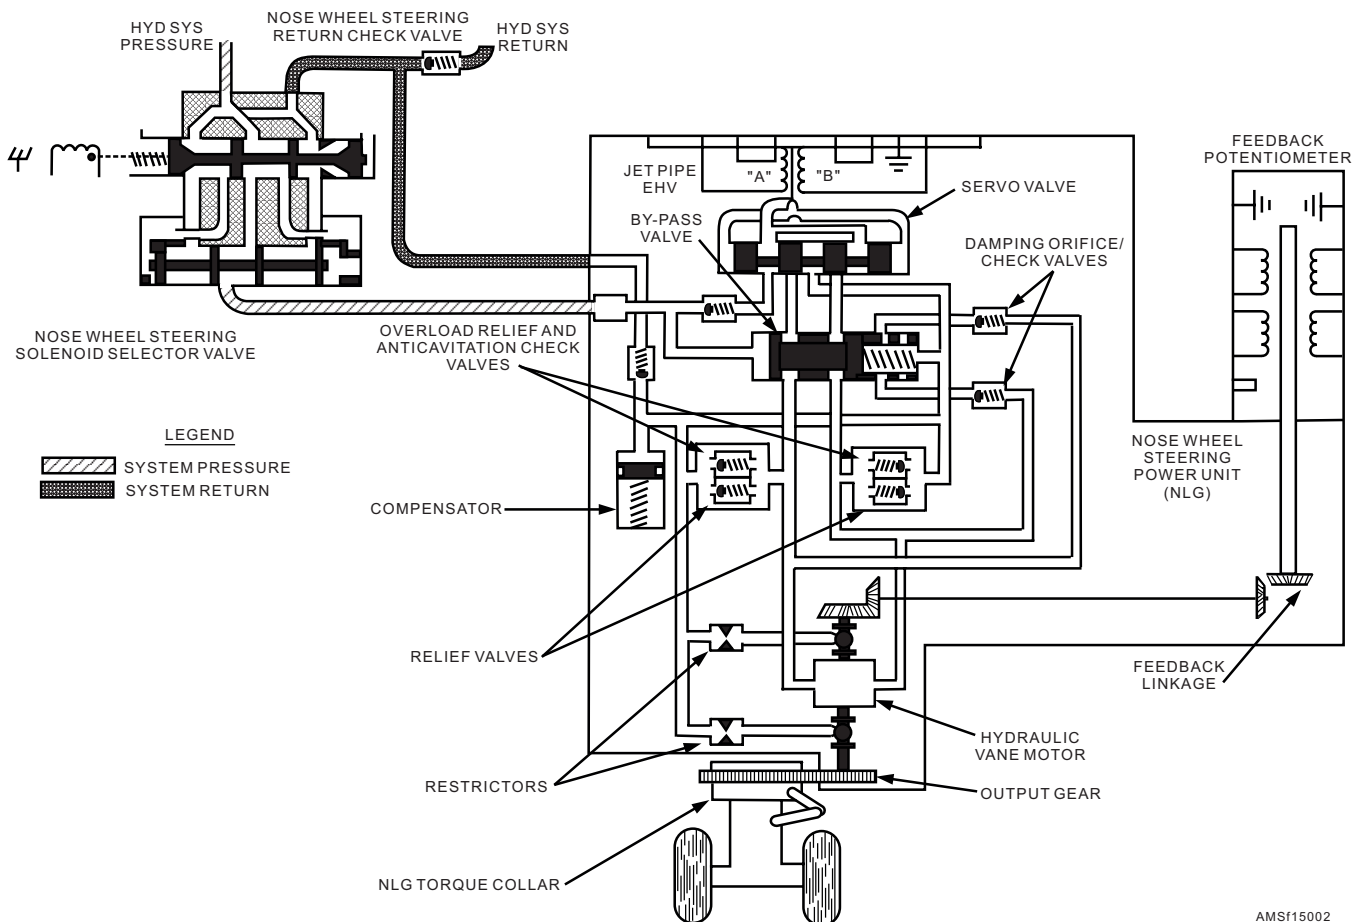 HYD SYS
PRESSURE
NOSE WHEEL STEERING
RETURN CHECK VALVE
HYD SYS
RETURN
FEEDBACK
POTENTIOMETER
JET PIPE
EHV
"A"
"B"
SERVO VALVE
BY-PASS
VALVE
DAMPING ORIFICE/
CHECK VALVES
NOSE WHEEL STEERING
SOLENOID SELECTOR VALVE
OVERLOAD RELIEF AND
ANTICAVITATION CHECK
VALVES
LEGEND
SYSTEM PRESSURE
SYSTEM RETURN
NOSE WHEEL
STEERING
POWER UNIT
(NLG)
COMPENSATOR
RELIEF VALVES
FEEDBACK
LINKAGE
HYDRAULIC
VANE MOTOR
RESTRICTORS
OUTPUT GEAR
NLG TORQUE COLLAR
AMSf15002